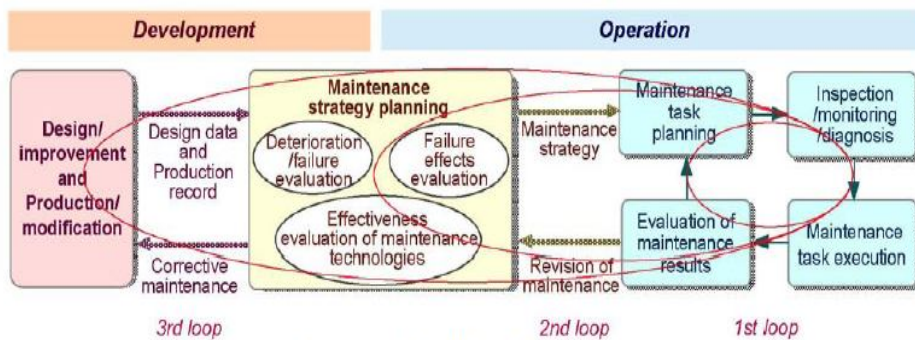 Development
Operation
Design/
improvement
and
Production/
modification
Design data
and
Production
record
Corrective
maintenance
Maintenance
strategy planning
Deterioration
/failure
evaluation
Failure
effects
evaluation
Effectiveness
evaluation of maintenance
technologies
Maintenance
strategy
Revision of
maintenance
Maintenance
task
planning
Inspection
/monitoring
/diagnosis
Evaluation of
maintenance
results
Maintenance
task execution
3rd loop
2nd loop
1st loop